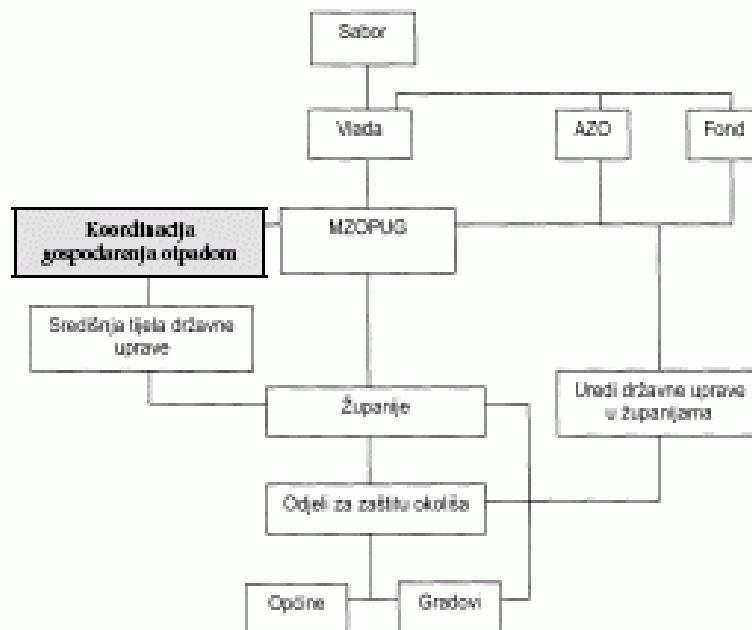 Sabor
Vlada
AZO
Fond
Koordinacija
gospodarenja otpadom
MZOPUG
Središnja tijela državne
uprave
Županije
Uredi državne uprave
u županijama
Odjeli za zaštitu okoliša
Općine
Gradovi